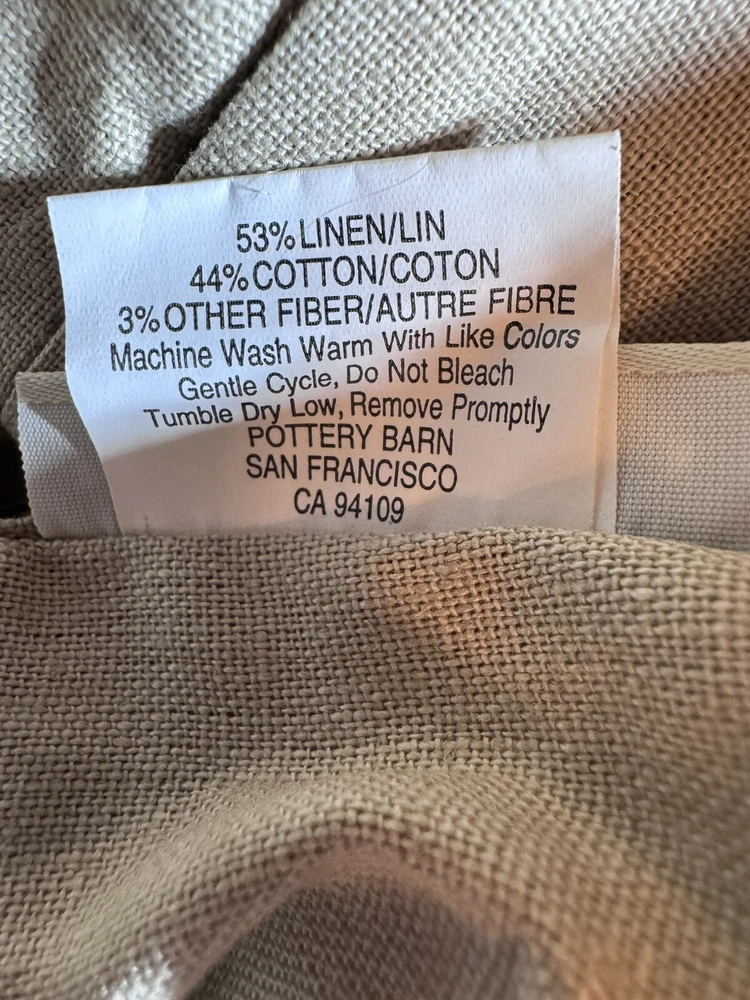 53% LINEN/LIN
44% COTTON/COTON
3% OTHER FIBER/AUTRE FIBRE
Machine Wash Warm With Like Colors
Gentle Cycle, Do Not Bleach
Tumble Dry Low, Remove Promptly
POTTERY BARN
SAN FRANCISCO
CA 94109